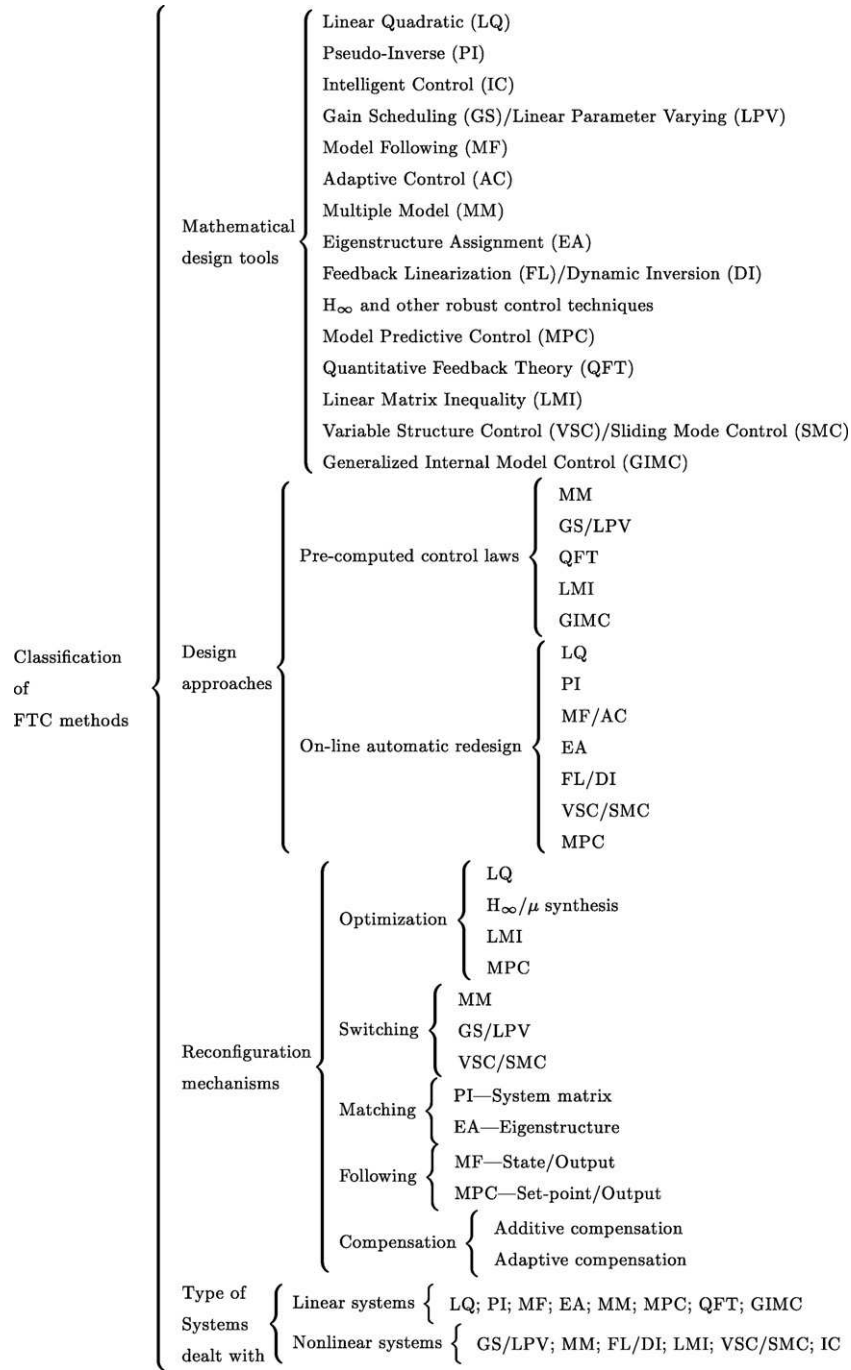 Classification
of
FTC methods
Mathematical
design tools
Linear Quadratic (LQ)
Pseudo-Inverse (PI)
Intelligent Control (IC)
Gain Scheduling (GS)/Linear Parameter Varying (LPV)
Model Following (MF)
Adaptive Control (AC)
Multiple Model (MM)
Eigenstructure Assignment (EA)
Feedback Linearization (FL)/Dynamic Inversion (DI)
H∞ and other robust control techniques
Model Predictive Control (MPC)
Quantitative Feedback Theory (QFT)
Linear Matrix Inequality (LMI)
Variable Structure Control (VSC)/Sliding Mode Control (SMC)
Generalized Internal Model Control (GIMC)
Design
approaches
Pre-computed control laws
MM
GS/LPV
QFT
LMI
GIMC
On-line automatic redesign
LQ
PI
MF/AC
EA
FL/DI
VSC/SMC
MPC
Reconfiguration
mechanisms
Optimization
LQ
H∞/μ synthesis
LMI
MPC
Switching
MM
GS/LPV
VSC/SMC
Matching
PI—System matrix
EA—Eigenstructure
Following
MF—State/Output
MPC—Set-point/Output
Compensation
Additive compensation
Adaptive compensation
Type of
Systems
dealt with
Linear systems
LQ; PI; MF; EA; MM; MPC; QFT; GIMC
Nonlinear systems
GS/LPV; MM; FL/DI; LMI; VSC/SMC; IC